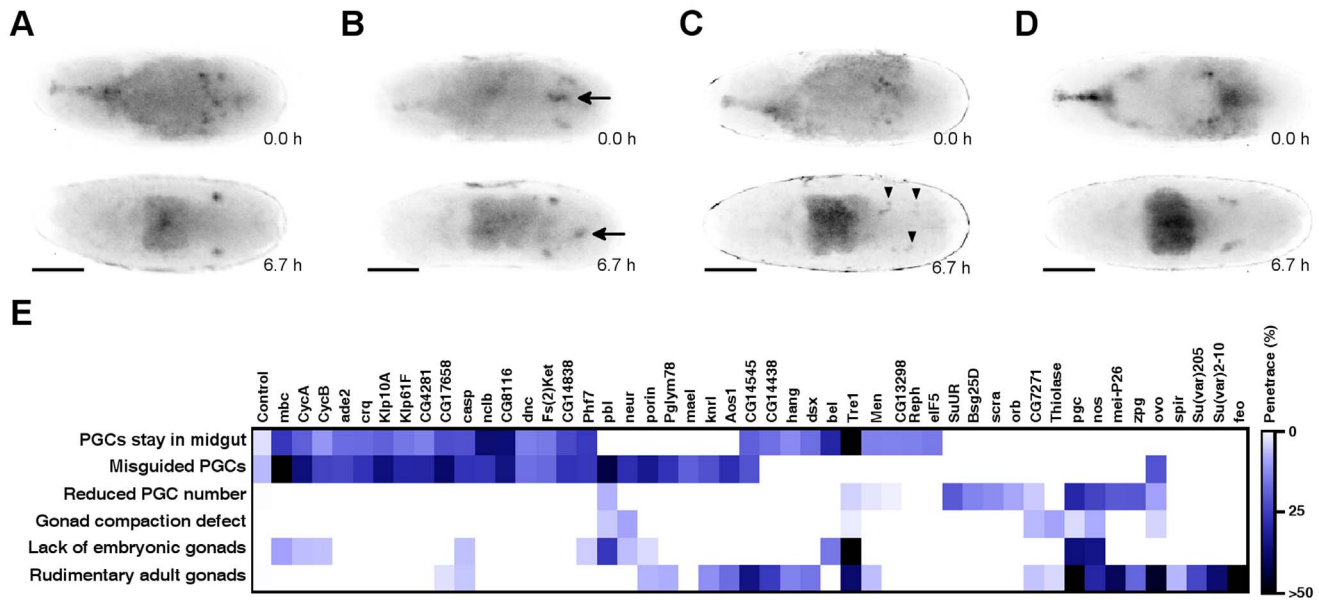 A
B
C
D
0.0 h
0.0 h
0.0 h
0.0 h
6.7 h
6.7 h
6.7 h
6.7 h
E
Control
mbc
CycA
CycB
ade2
crq
Klp10A
Klp61F
CG4281
CG17658
casp
nclb
CG8116
dnc
Fs(2)Ket
CG14838
Phf7
pbl
neur
porin
Pglym78
mael
knrl
Aos1
CG14545
CG14438
hang
dsx
bel
Tre1
Men
CG13298
Reph
eIF5
SuUR
Bsg25D
scra
orb
CG7271
Thiolase
pgc
nos
mei-P26
zpg
ovo
spir
Su(var)205
Su(var)2-10
feo
PGCs stay in midgut
Misguided PGCs
Reduced PGC number
Gonad compaction defect
Lack of embryonic gonads
Rudimentary adult gonads
Penetrace (%)
0
25
>50